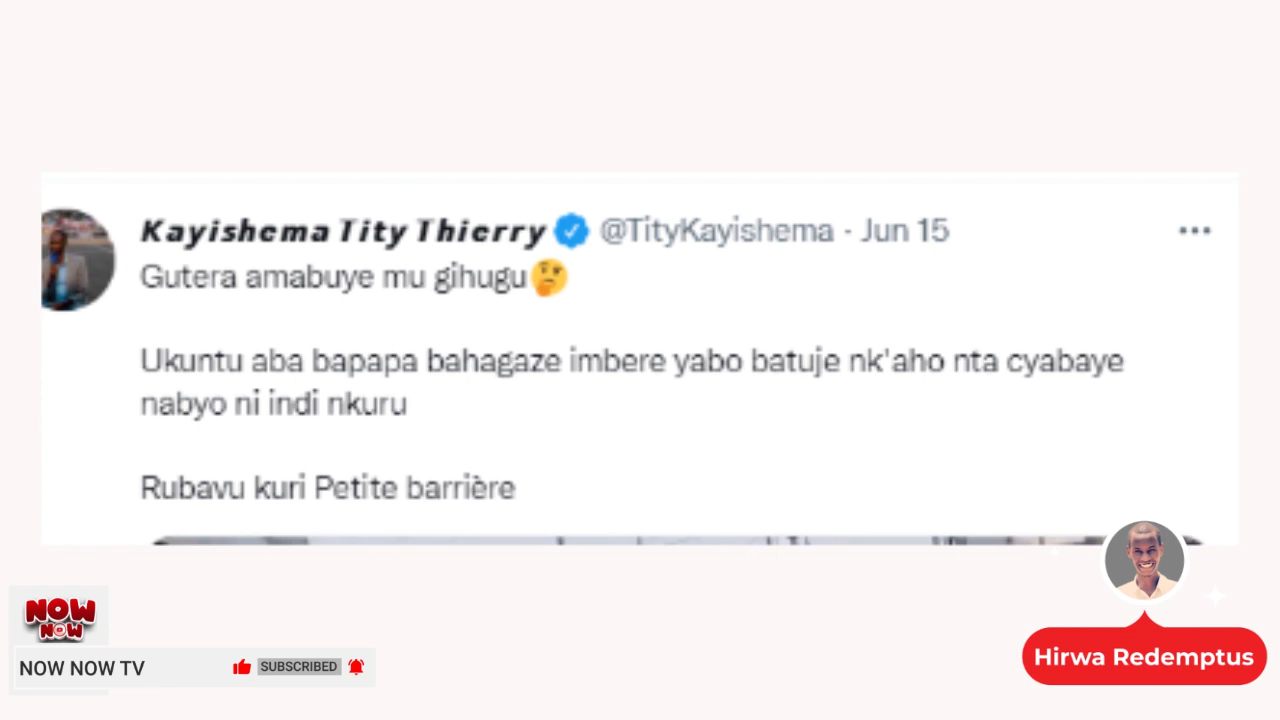 Kayishema Tity Thierry @TityKayishema · Jun 15
Gutera amabuye mu gihugu🤔
Ukuntu aba bapapa bahagaze imbere yabo batuje nk'aho nta cyabaye
nabyo ni indi nkuru
Rubavu kuri Petite barrière
NOW
NOW
NOW NOW TV
SUBSCRIBED
Hirwa Redemptus